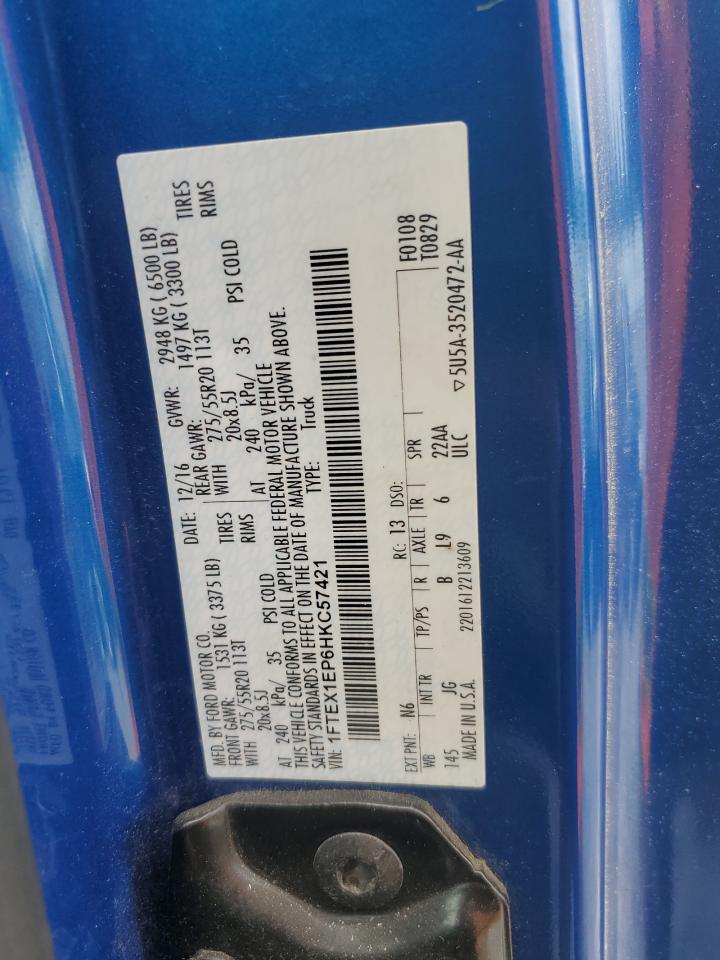 MFD. BY FORD MOTOR CO.
DATE: 12/16 GVWR: 2948 KG ( 6500 LB)
FRONT GAWR: 1531 KG ( 3375 LB) REAR GAWR: 1497 KG ( 3300 LB)
WITH 275/55R20 113T TIRES WITH 275/55R20 113T TIRES
20x8.5J RIMS 20x8.5J RIMS
AT 240 kPa/ 35 PSI COLD AT 240 kPa/ 35 PSI COLD
THIS VEHICLE CONFORMS TO ALL APPLICABLE FEDERAL MOTOR VEHICLE
SAFETY STANDARDS IN EFFECT ON THE DATE OF MANUFACTURE SHOWN ABOVE.
VIN: 1FTEX1EP6HKC57421 TYPE: Truck
F0108
T0829
EXT PNT: N6 RC: 13 DSO:
WB INT TR TP/PS R AXLE TR SPR
145 JG B L9 6 22AA
MADE IN U.S.A. 2201612213609 ULC
▽5U5A-3520472-AA